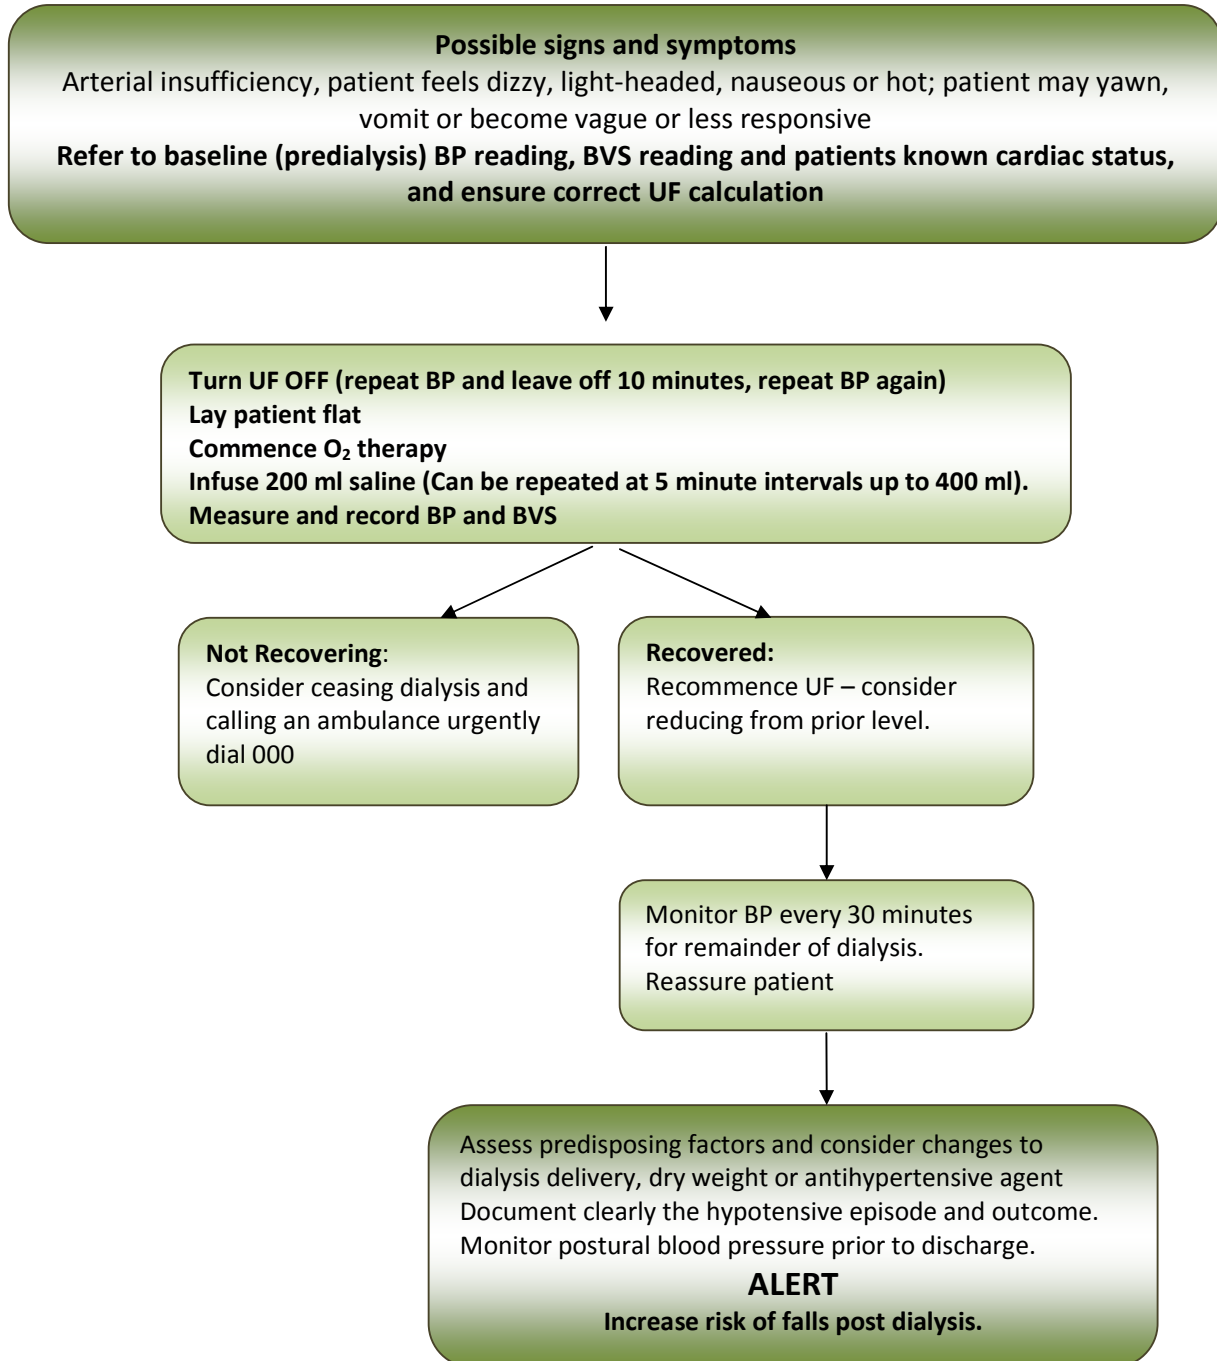 Possible signs and symptoms
Arterial insufficiency, patient feels dizzy, light-headed, nauseous or hot; patient may yawn,
vomit or become vague or less responsive
Refer to baseline (predialysis) BP reading, BVS reading and patients known cardiac status,
and ensure correct UF calculation
Turn UF OFF (repeat BP and leave off 10 minutes, repeat BP again)
Lay patient flat
Commence O₂ therapy
Infuse 200 ml saline (Can be repeated at 5 minute intervals up to 400 ml).
Measure and record BP and BVS
Not Recovering:
Consider ceasing dialysis and
calling an ambulance urgently
dial 000
Recovered:
Recommence UF – consider
reducing from prior level.
Monitor BP every 30 minutes
for remainder of dialysis.
Reassure patient
Assess predisposing factors and consider changes to
dialysis delivery, dry weight or antihypertensive agent
Document clearly the hypotensive episode and outcome.
Monitor postural blood pressure prior to discharge.
ALERT
Increase risk of falls post dialysis.